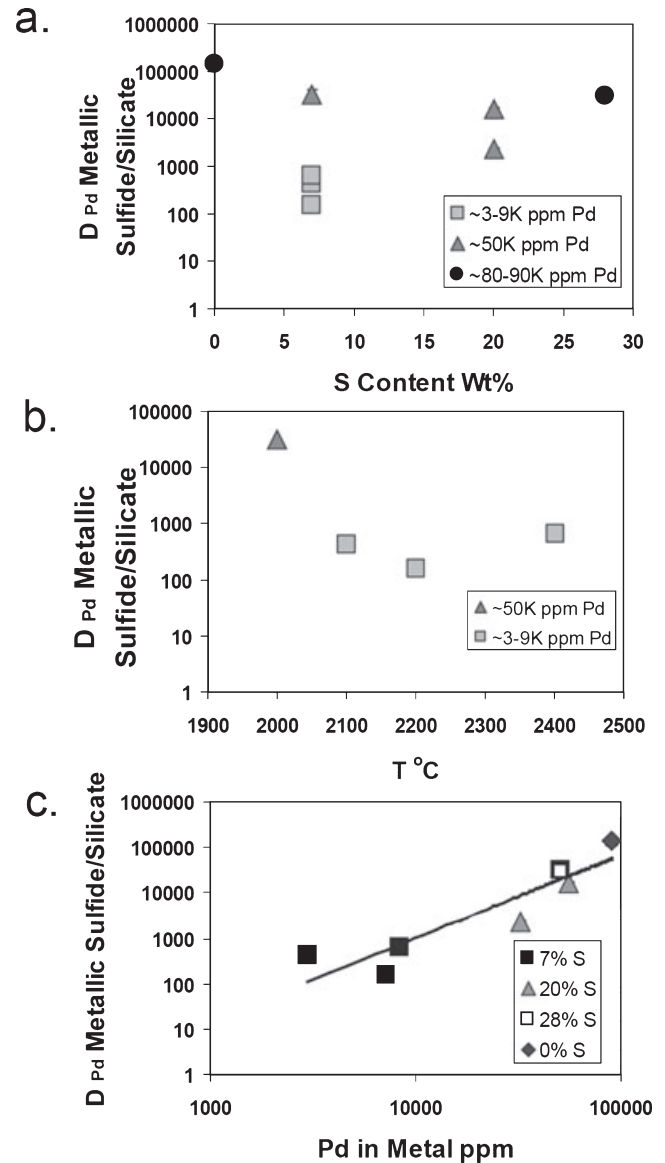 a.
D Pd Metallic
Sulfide/Silicate
1000000
100000
10000
1000
100
10
1
~3-9K ppm Pd
~50K ppm Pd
~80-90K ppm Pd
0 5 10 15 20 25 30
S Content Wt%
b.
D Pd Metallic
Sulfide/Silicate
100000
10000
1000
100
10
1
~50K ppm Pd
~3-9K ppm Pd
1900 2000 2100 2200 2300 2400 2500
T °C
c.
D Pd Metallic Sulfide/Silicate
1000000
100000
10000
1000
100
10
1
7% S
20% S
28% S
0% S
1000 10000 100000
Pd in Metal ppm